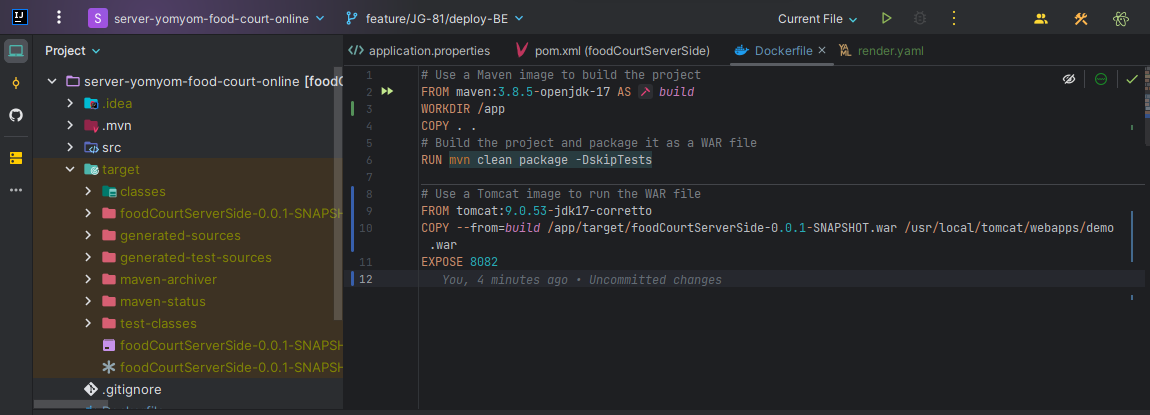 S server-yomyom-food-court-online feature/JG-81/deploy-BE Current File
Project
application.properties pom.xml (foodCourtServerSide) Dockerfile render.yaml
server-yomyom-food-court-online [foodC
.idea
.mvn
src
target
classes
foodCourtServerSide-0.0.1-SNAPSH
generated-sources
generated-test-sources
maven-archiver
maven-status
test-classes
foodCourtServerSide-0.0.1-SNAPSH
foodCourtServerSide-0.0.1-SNAPSH
.gitignore
1 # Use a Maven image to build the project
2 FROM maven:3.8.5-openjdk-17 AS build
3 WORKDIR /app
4 COPY . .
5 # Build the project and package it as a WAR file
6 RUN mvn clean package -DskipTests
7
8 # Use a Tomcat image to run the WAR file
9 FROM tomcat:9.0.53-jdk17-corretto
10 COPY --from=build /app/target/foodCourtServerSide-0.0.1-SNAPSHOT.war /usr/local/tomcat/webapps/demo
.war
11 EXPOSE 8082
12 You, 4 minutes ago • Uncommitted changes